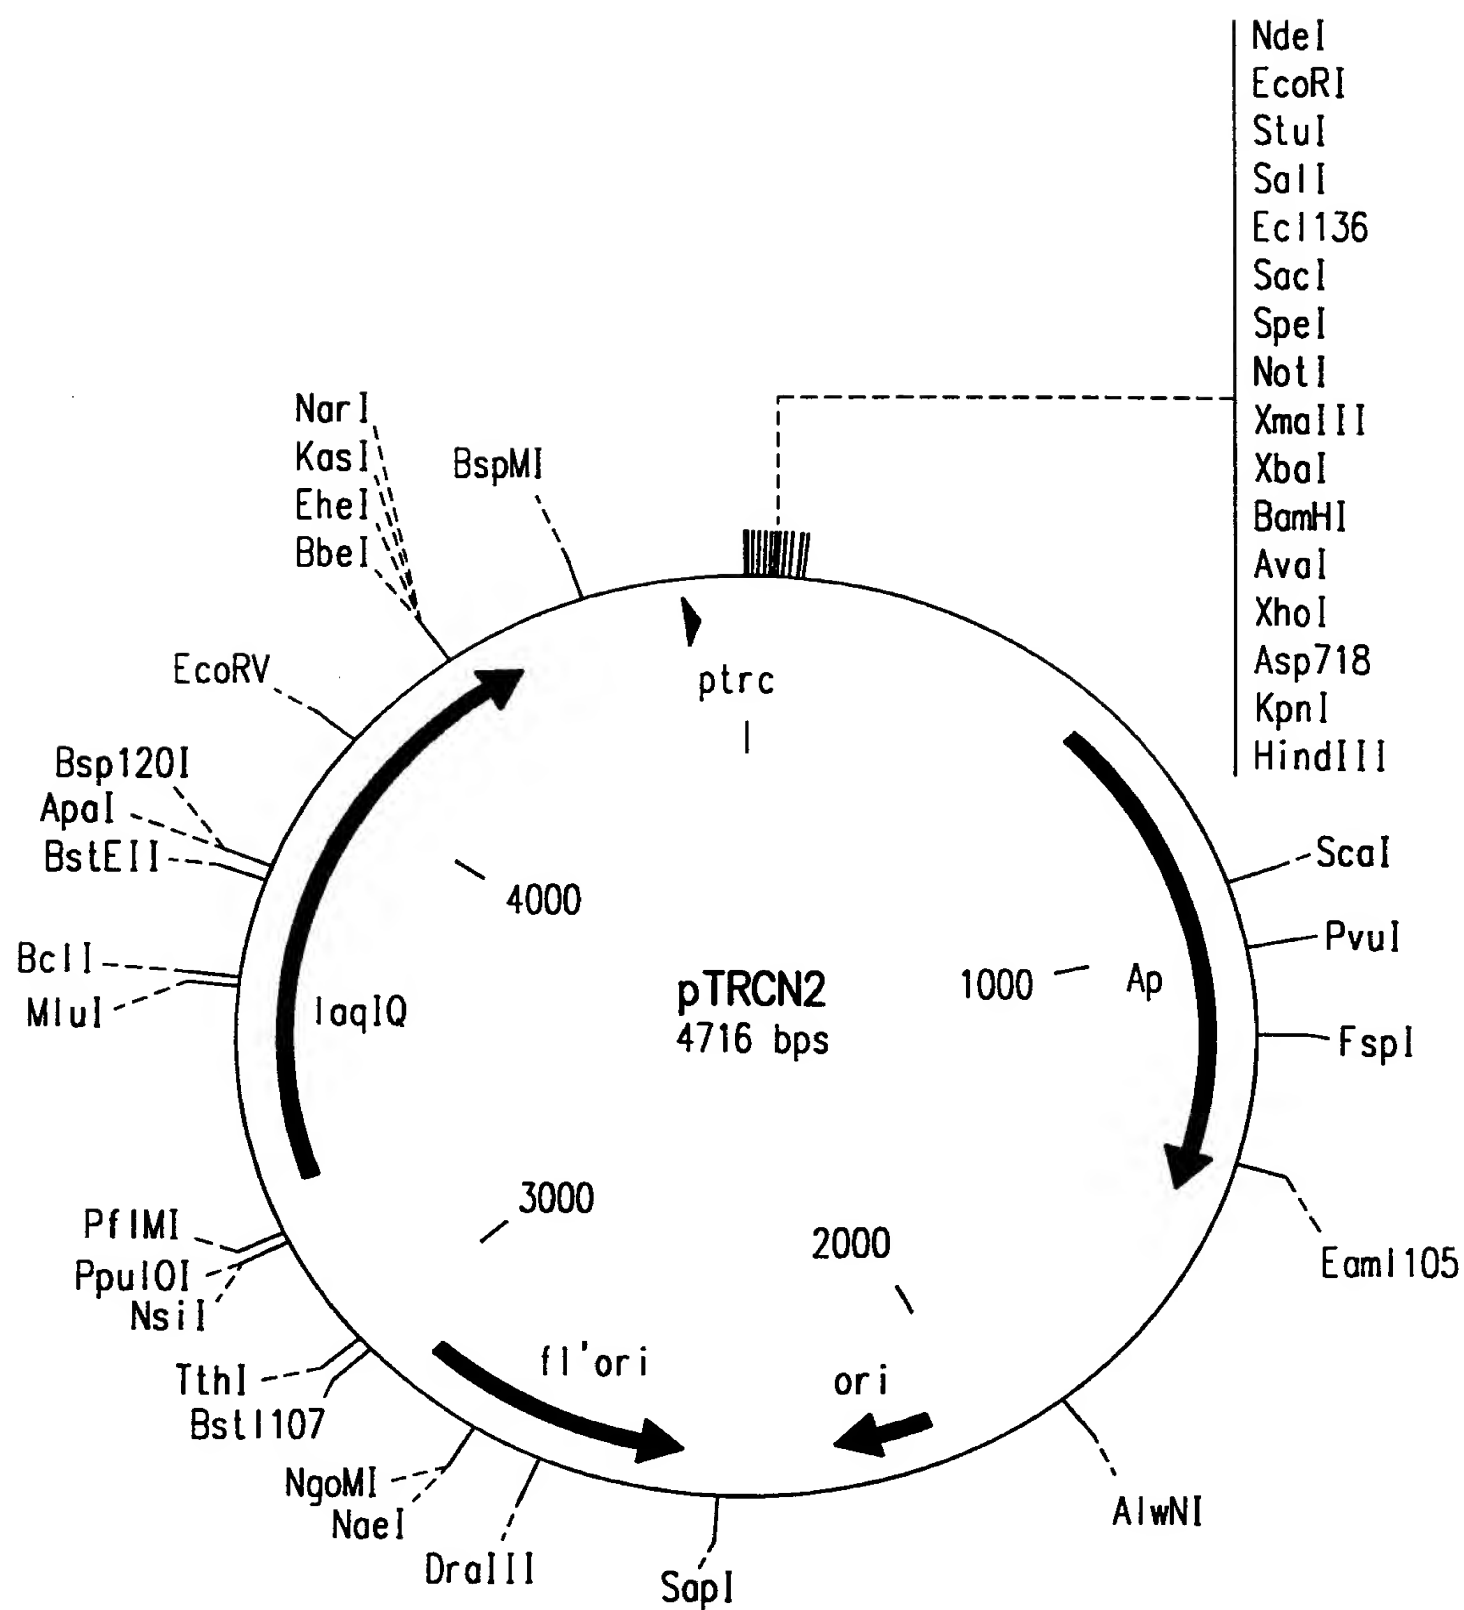 NdeI
EcoRI
StuI
SalI
Ecl136
SacI
SpeI
NotI
XmaIII
XbaI
BamHI
AvaI
XhoI
Asp718
KpnI
HindIII
NarI
KasI
EheI
BbeI
BspMI
EcoRV
ptrc
1
Bsp120I
ApaI
BstEII
ScaI
4000
PvuI
BclI
MluI
laqIQ
pTRCN2
4716 bps
1000
Ap
FspI
PflMI
Ppu10I
NsiI
3000
2000
Eam1105
TthI
Bst1107
f1'ori
ori
NgoMI
NaeI
DraIII
SapI
AlwNI